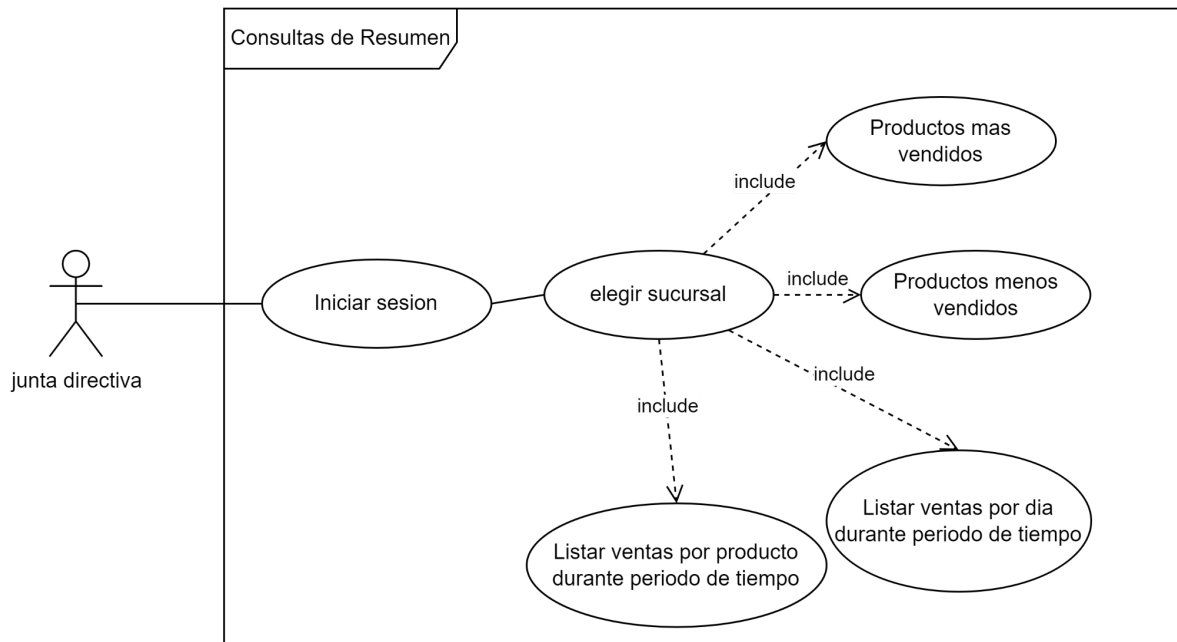 Consultas de Resumen
Productos mas
vendidos
include
include
Productos menos
vendidos
Iniciar sesion
elegir sucursal
junta directiva
include
include
Listar ventas por dia
durante periodo de tiempo
Listar ventas por producto
durante periodo de tiempo